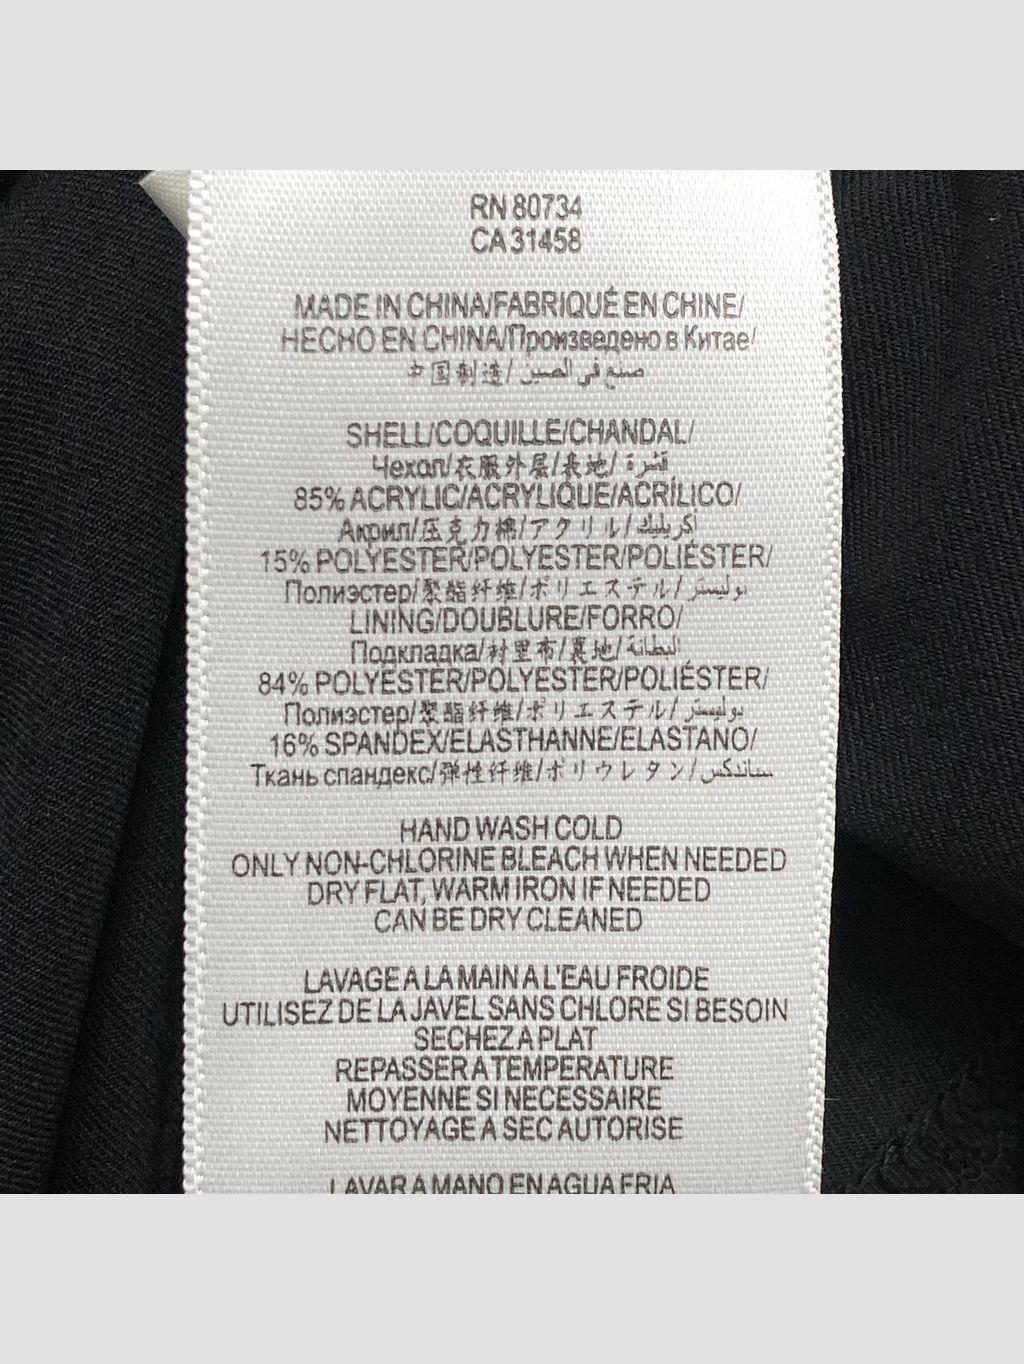 RN 80734
CA 31458
MADE IN CHINA/FABRIQUÉ EN CHINE/
HECHO EN CHINA/Произведено в Китае/
中国制造/ صنع في الصين
SHELL/COQUILLE/CHANDAL/
Чехол/衣服外层/表地/ قشرة
85% ACRYLIC/ACRYLIQUE/ACRÍLICO/
Акрил/压克力棉/アクリル/اكريليك
15% POLYESTER/POLYESTER/POLIÉSTER/
Полиэстер/聚酯纤维/ポリエステル/بوليستر
LINING/DOUBLURE/FORRO/
Подкладка/衬里布/裏地/البطانة
84% POLYESTER/POLYESTER/POLIÉSTER/
Полиэстер/聚酯纤维/ポリエステル/بوليستر
16% SPANDEX/ELASTHANNE/ELASTANO/
Ткань спандекс/弹性纤维/ポリウレタン/سباندكس
HAND WASH COLD
ONLY NON-CHLORINE BLEACH WHEN NEEDED
DRY FLAT, WARM IRON IF NEEDED
CAN BE DRY CLEANED
LAVAGE A LA MAIN A L'EAU FROIDE
UTILISEZ DE LA JAVEL SANS CHLORE SI BESOIN
SECHEZ A PLAT
REPASSER A TEMPERATURE
MOYENNE SI NECESSAIRE
NETTOYAGE A SEC AUTORISE
LAVAR A MANO EN AGUA FRIA